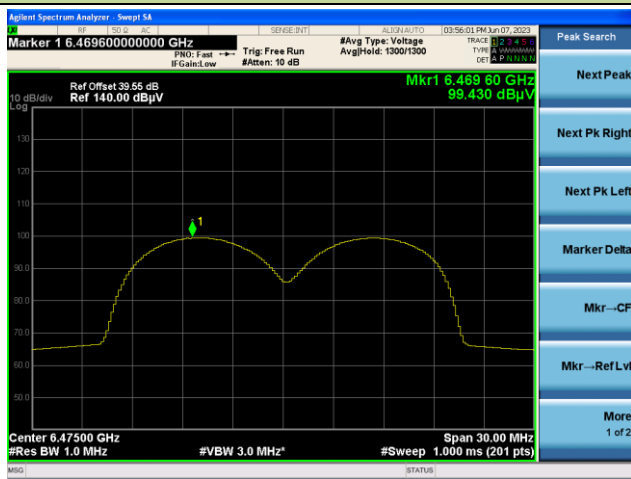 Agilent Spectrum Analyzer - Swept SA
RF 50 Ω AC SENSE:INT ALIGN AUTO 03:56:01 PM Jun 07, 2023
Marker 1 6.469600000000 GHz
PNO: Fast
IFGain:Low
Trig: Free Run
#Atten: 10 dB
#Avg Type: Voltage
Avg|Hold: 1300/1300
TRACE 1 2 3 4 5 6
TYPE A WWWWW
DET A P N N N N
Peak Search
Ref Offset 39.55 dB
10 dB/div Ref 140.00 dBµV
Log
Mkr1 6.469 60 GHz
99.430 dBµV
130
120
110
100
90.0
80.0
70.0
60.0
50.0
1
Center 6.47500 GHz
Span 30.00 MHz
#Res BW 1.0 MHz
#VBW 3.0 MHz*
#Sweep 1.000 ms (201 pts)
MSG
STATUS
Next Peak
Next Pk Right
Next Pk Left
Marker Delta
Mkr→CF
Mkr→Ref Lvl
More
1 of 2